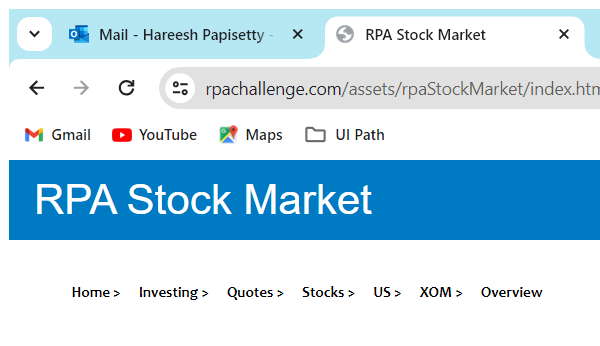 Mail - Hareesh Papisetty - RPA Stock Market
rpachallenge.com/assets/rpaStockMarket/index.htm
Gmail YouTube Maps UI Path
RPA Stock Market
Home > Investing > Quotes > Stocks > US > XOM > Overview